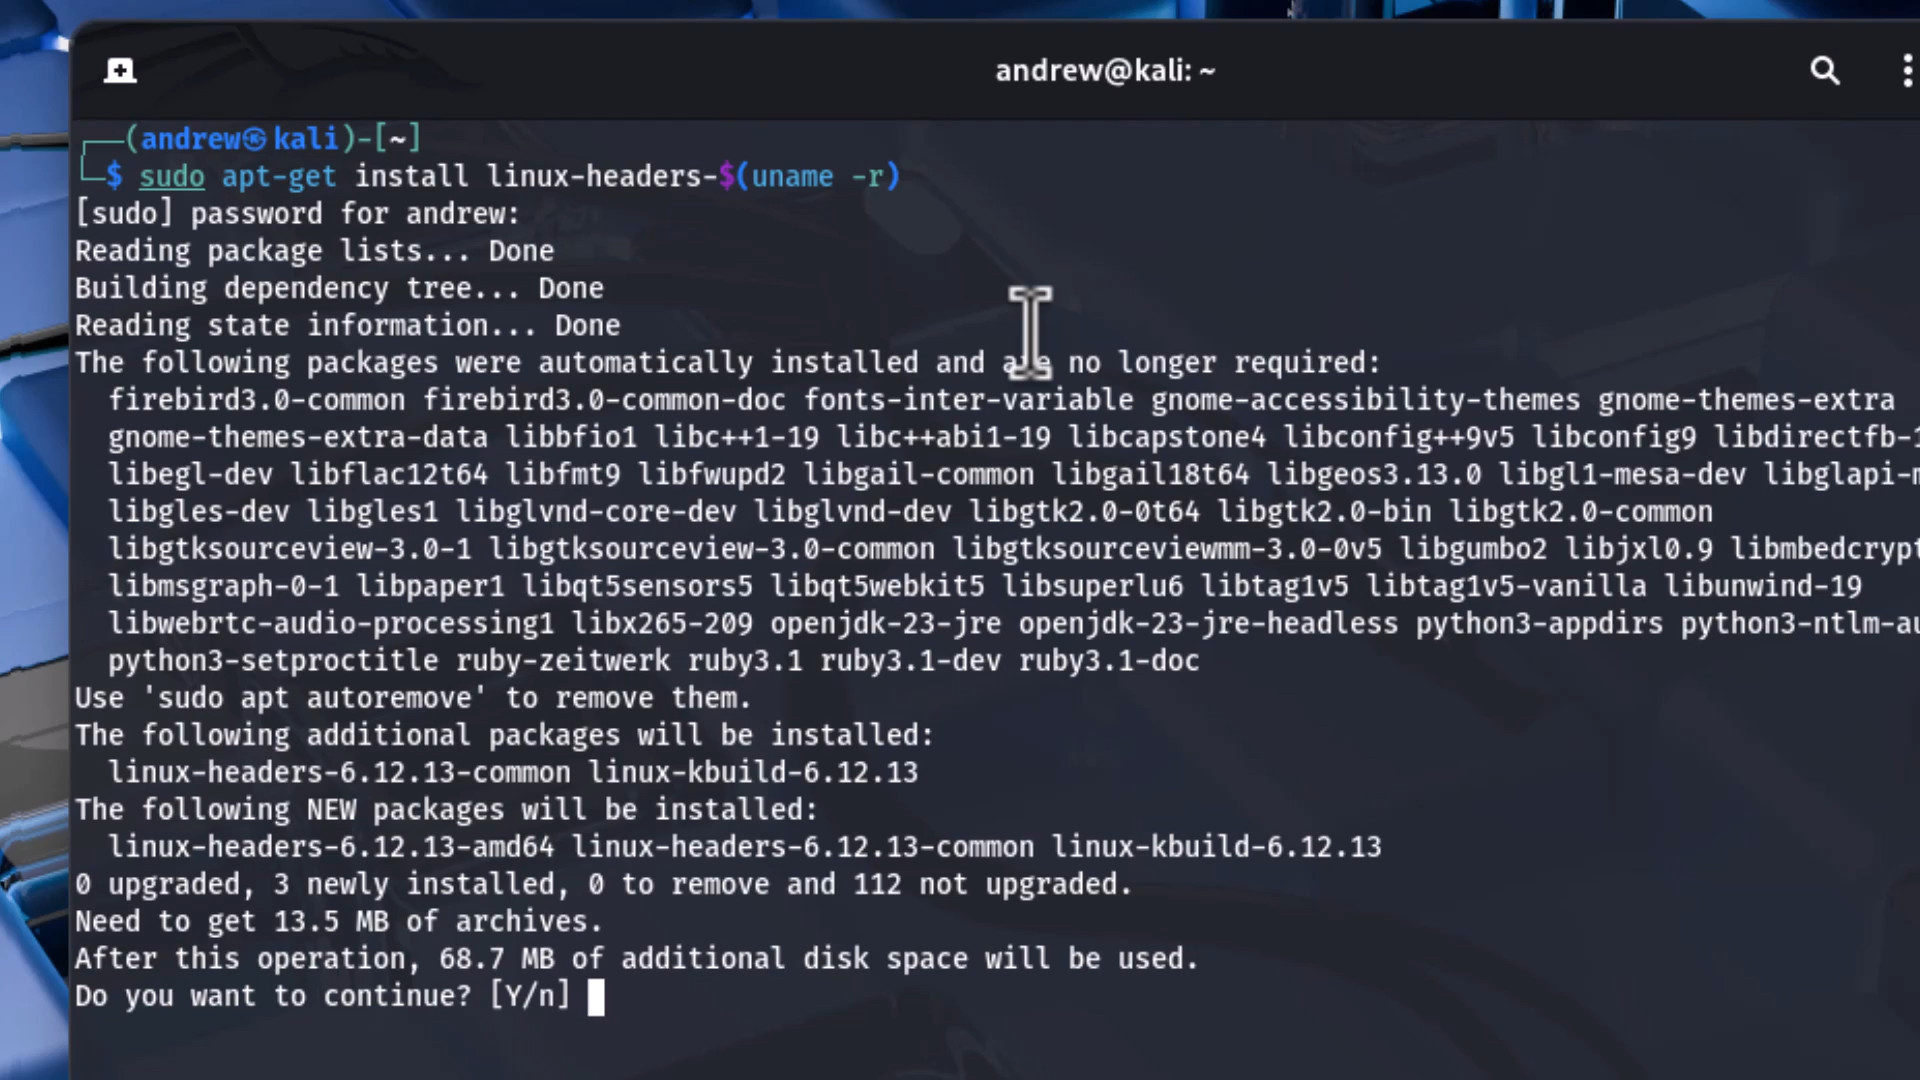 andrew@kali: ~
┌──(andrew㉿kali)-[~]
└─$ sudo apt-get install linux-headers-$(uname -r)
[sudo] password for andrew:
Reading package lists... Done
Building dependency tree... Done
Reading state information... Done
The following packages were automatically installed and are no longer required:
firebird3.0-common firebird3.0-common-doc fonts-inter-variable gnome-accessibility-themes gnome-themes-extra
gnome-themes-extra-data libbfio1 libc++1-19 libc++abi1-19 libcapstone4 libconfig++9v5 libconfig9
libegl-dev libflac12t64 libfmt9 libfwupd2 libgail-common libgail18t64 libgeos3.13.0 libgl1-mesa-dev
libgles-dev libgles1 libglvnd-core-dev libglvnd-dev libgtk2.0-0t64 libgtk2.0-bin libgtk2.0-common
libgtksourceview-3.0-1 libgtksourceview-3.0-common libgtksourceviewmm-3.0-0v5 libgumbo2 libjxl0.9
libmsgraph-0-1 libpaper1 libqt5sensors5 libqt5webkit5 libsuperlu6 libtag1v5 libtag1v5-vanilla libunwind-19
libwebrtc-audio-processing1 libx265-209 openjdk-23-jre openjdk-23-jre-headless python3-appdirs
python3-setproctitle ruby-zeitwerk ruby3.1 ruby3.1-dev ruby3.1-doc
Use 'sudo apt autoremove' to remove them.
The following additional packages will be installed:
linux-headers-6.12.13-common linux-kbuild-6.12.13
The following NEW packages will be installed:
linux-headers-6.12.13-amd64 linux-headers-6.12.13-common linux-kbuild-6.12.13
0 upgraded, 3 newly installed, 0 to remove and 112 not upgraded.
Need to get 13.5 MB of archives.
After this operation, 68.7 MB of additional disk space will be used.
Do you want to continue? [Y/n]